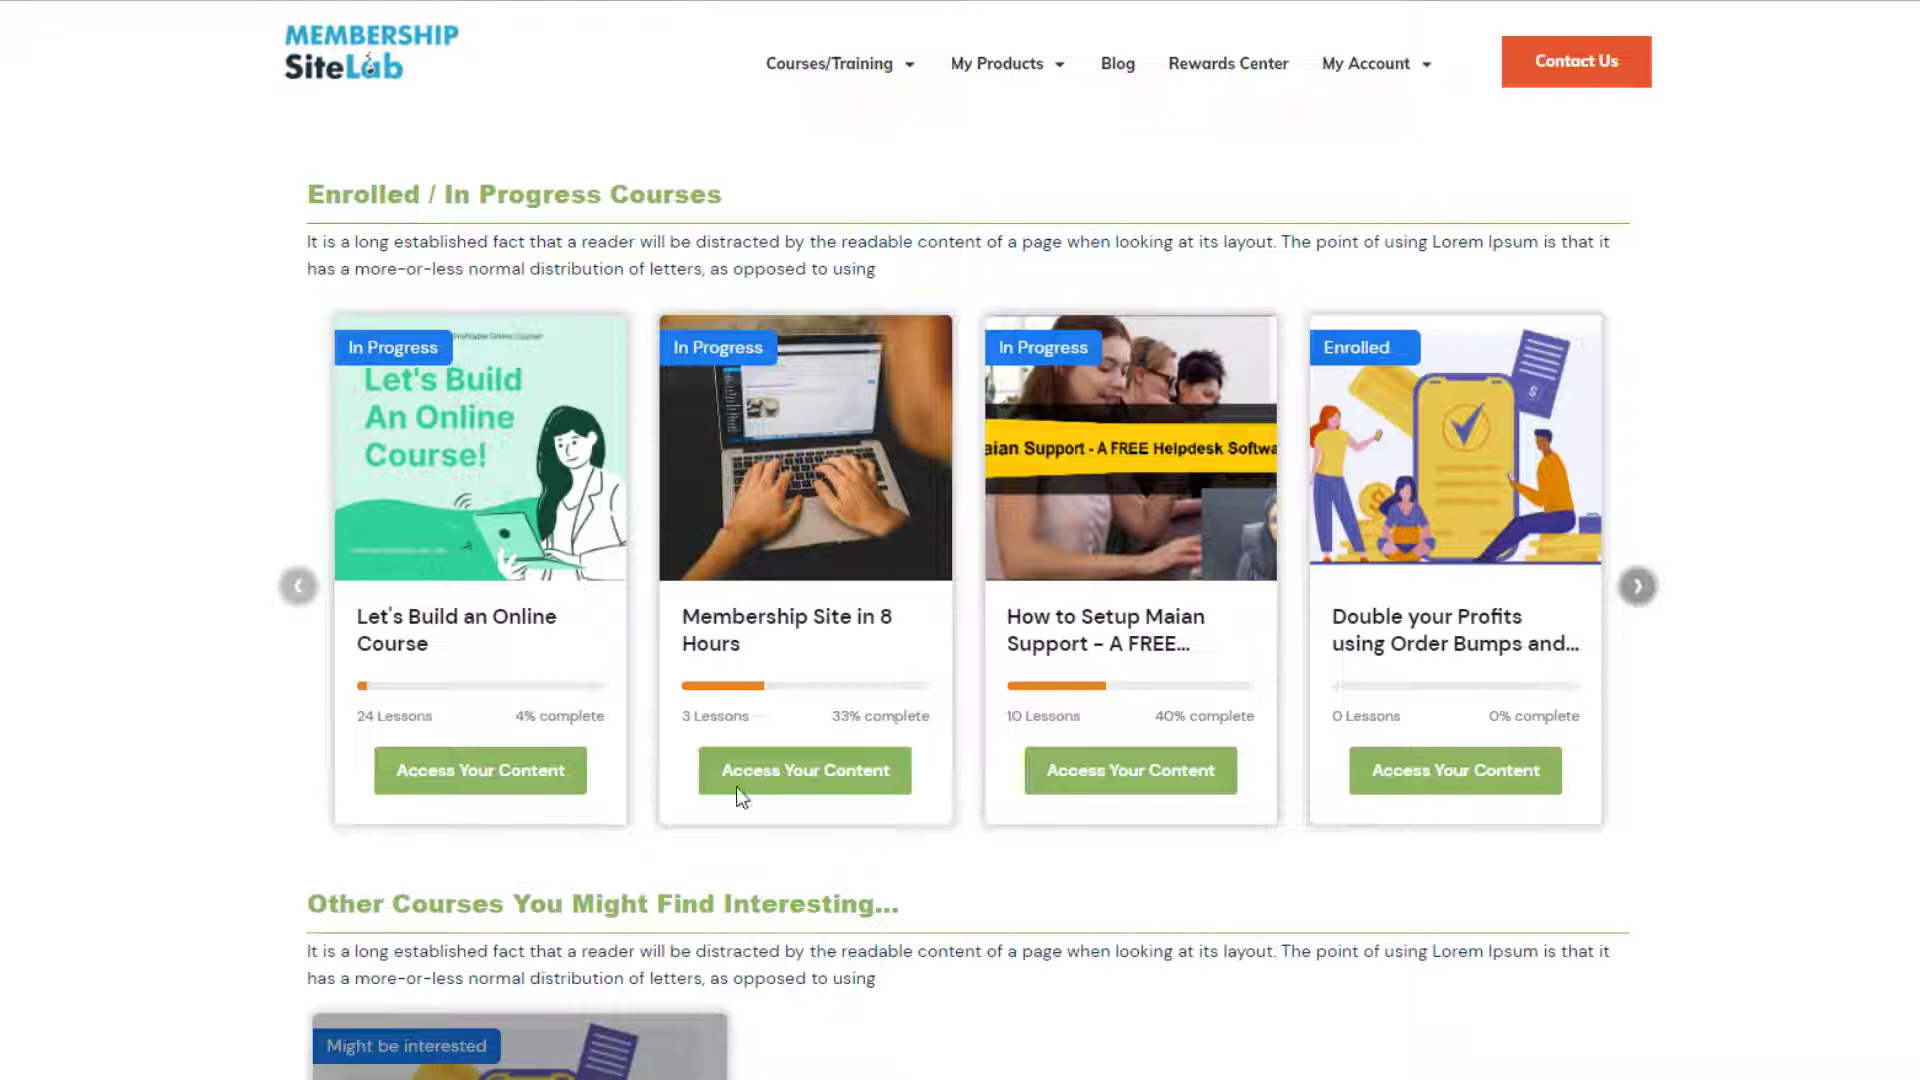 MEMBERSHIP
SiteLab
Courses/Training
My Products
Blog
Rewards Center
My Account
Contact Us
Enrolled / In Progress Courses
It is a long established fact that a reader will be distracted by the readable content of a page when looking at its layout. The point of using Lorem Ipsum is that it
has a more-or-less normal distribution of letters, as opposed to using
In Progress
Profitable Online Course!
Let's Build
An Online
Course!
In Progress
In Progress
aian Support - A FREE Helpdesk Softwa
Enrolled
Let's Build an Online
Course
24 Lessons
4% complete
Access Your Content
Membership Site in 8
Hours
3 Lessons
33% complete
Access Your Content
How to Setup Maian
Support - A FREE...
10 Lessons
40% complete
Access Your Content
Double your Profits
using Order Bumps and...
0 Lessons
0% complete
Access Your Content
Other Courses You Might Find Interesting...
It is a long established fact that a reader will be distracted by the readable content of a page when looking at its layout. The point of using Lorem Ipsum is that it
has a more-or-less normal distribution of letters, as opposed to using
Might be interested